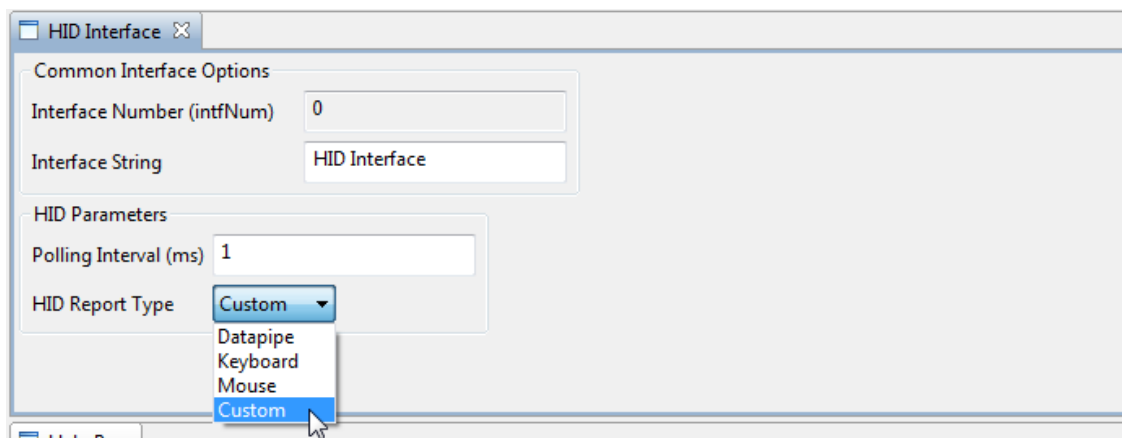 HID Interface
Common Interface Options
Interface Number (intfNum) 0
Interface String HID Interface
HID Parameters
Polling Interval (ms) 1
HID Report Type Custom
Datapipe
Keyboard
Mouse
Custom